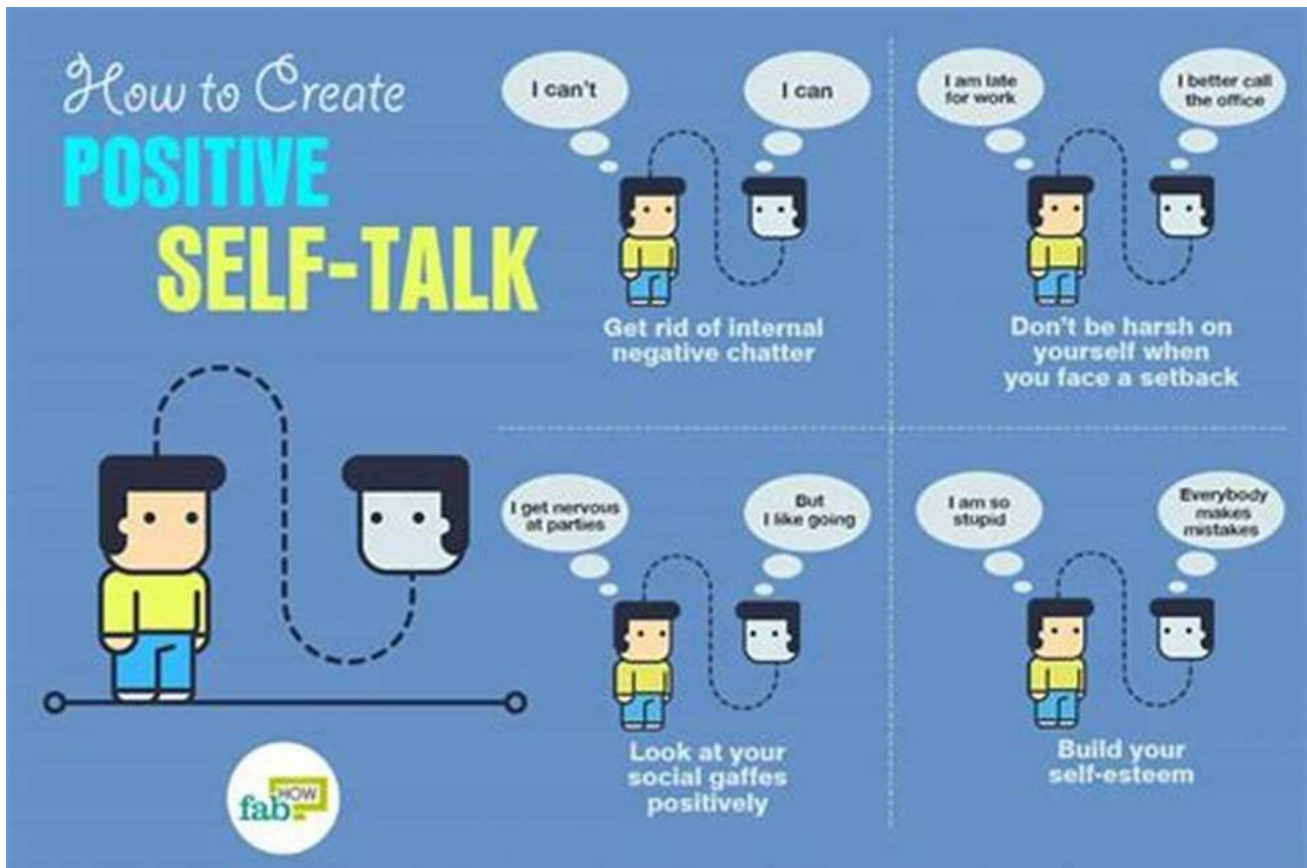 How to Create
POSITIVE
SELF-TALK
I can't
I can
Get rid of internal
negative chatter
I am late
for work
I better call
the office
Don't be harsh on
yourself when
you face a setback
I get nervous
at parties
But
I like going
Look at your
social gaffes
positively
I am so
stupid
Everybody
makes
mistakes
Build your
self-esteem
HOW
fab